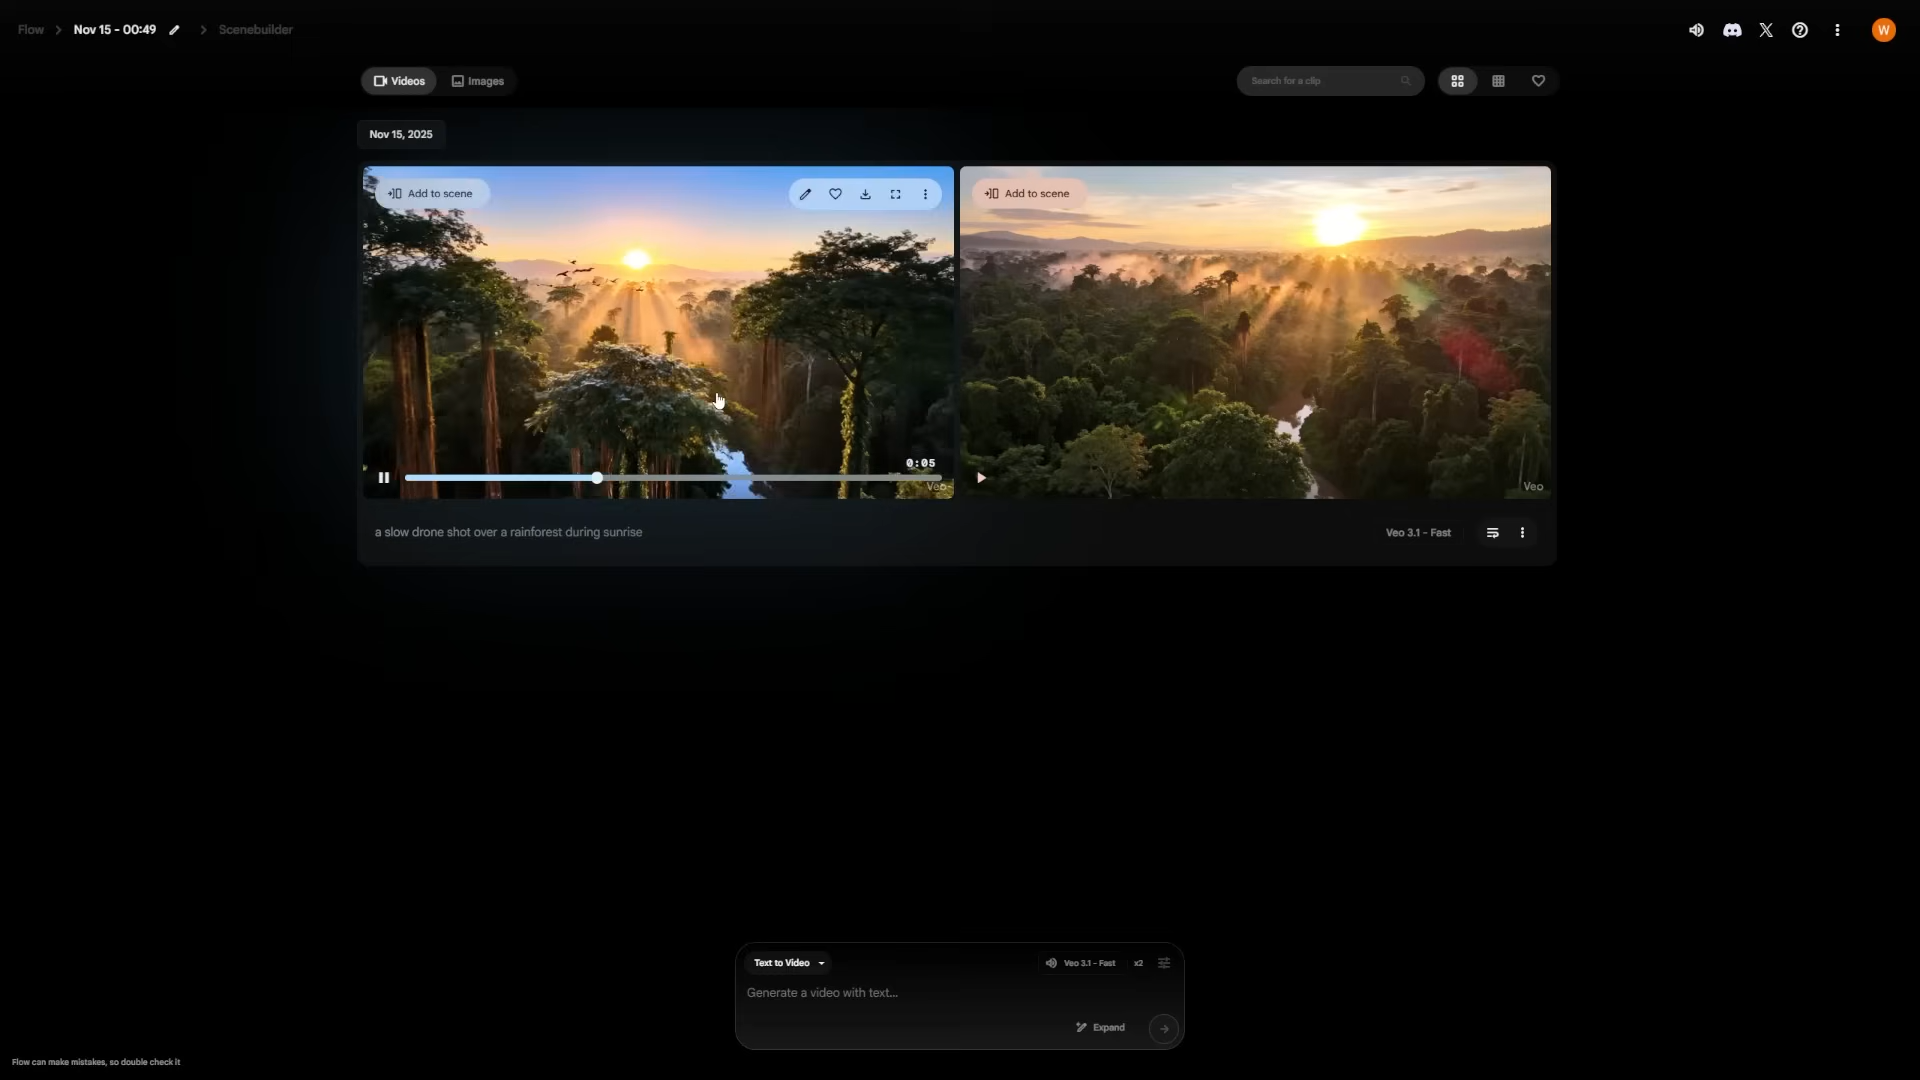 Flow > Nov 15 - 00:49 > Scenebuilder
W
Videos Images
Search for a clip
Nov 15, 2025
Add to scene
Add to scene
0:05
Veo
Veo
a slow drone shot over a rainforest during sunrise
Veo 3.1 - Fast
Text to Video
Veo 3.1 - Fast x2
Generate a video with text...
Expand
Flow can make mistakes, so double check it